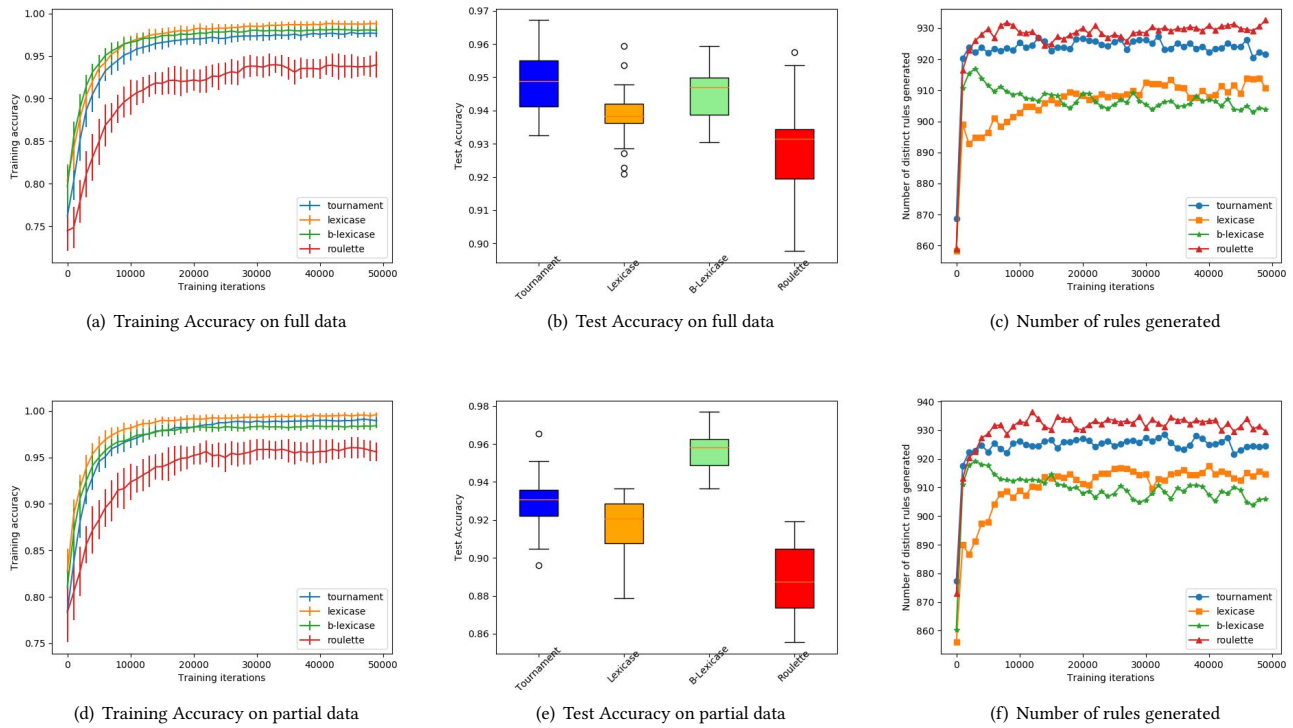 1.00
0.95
0.90
0.85
0.80
0.75
Training accuracy
tournament
lexicase
b-lexicase
roulette
0 10000 20000 30000 40000 50000
Training iterations
(a) Training Accuracy on full data
0.97
0.96
0.95
0.94
0.93
0.92
0.91
0.90
Test Accuracy
Tournament Lexicase B-Lexicase Roulette
(b) Test Accuracy on full data
930
920
910
900
890
880
870
860
Number of distinct rules generated
tournament
lexicase
b-lexicase
roulette
0 10000 20000 30000 40000 50000
Training iterations
(c) Number of rules generated
1.00
0.95
0.90
0.85
0.80
0.75
Training accuracy
tournament
lexicase
b-lexicase
roulette
0 10000 20000 30000 40000 50000
Training iterations
(d) Training Accuracy on partial data
0.98
0.96
0.94
0.92
0.90
0.88
0.86
Test Accuracy
Tournament Lexicase B-Lexicase Roulette
(e) Test Accuracy on partial data
940
930
920
910
900
890
880
870
860
Number of distinct rules generated
tournament
lexicase
b-lexicase
roulette
0 10000 20000 30000 40000 50000
Training iterations
(f) Number of rules generated